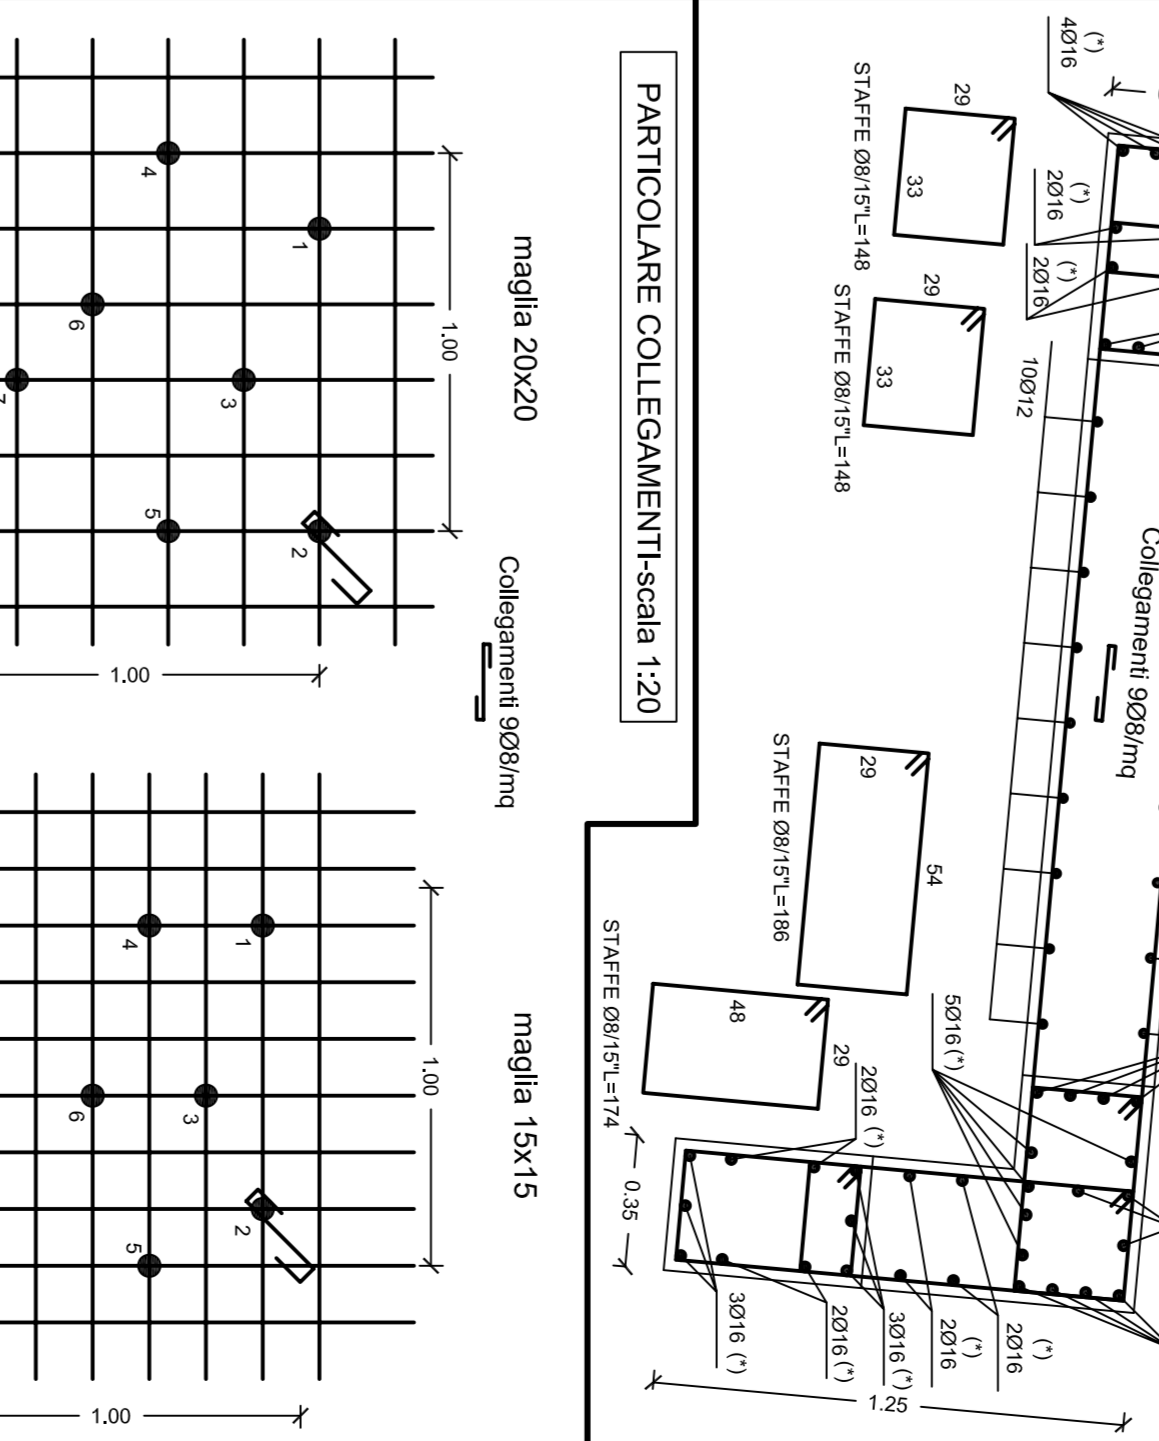 (*)
4Ø16
29
33
STAFFE Ø8/15"L=148
(*)
2Ø16
(*)
2Ø16
29
33
STAFFE Ø8/15"L=148
10Ø12
Collegamenti 9Ø8/mq
29
54
STAFFE Ø8/15"L=186
48
29
STAFFE Ø8/15"L=174
5Ø16 (*)
2Ø16 (*)
0.35
3Ø16 (*)
2Ø16 (*)
3Ø16 (*)
(*)
2Ø16
(*)
2Ø16
1.25
PARTICOLARE COLLEGAMENTI-scala 1:20
maglia 20x20
Collegamenti 9Ø8/mq
1.00
1
2
3
4
5
6
7
1.00
maglia 15x15
1.00
1
2
3
4
5
6
1.00